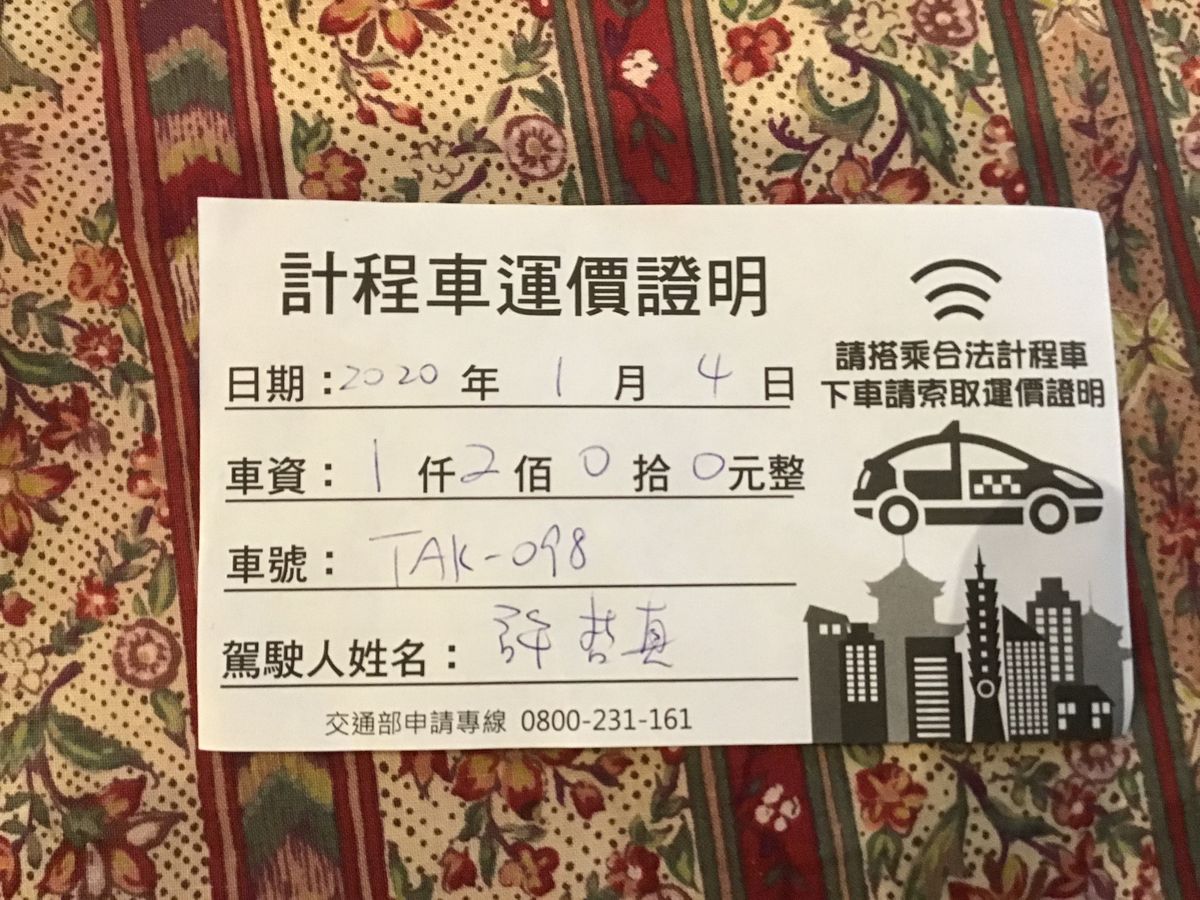 計程車運價證明
日期：2020 年 1 月 4 日
車資：1 仟 2 佰 0 拾 0 元整
車號：TAK-098
駕駛人姓名：許哲真
交通部申請專線 0800-231-161
請搭乘合法計程車
下車請索取運價證明